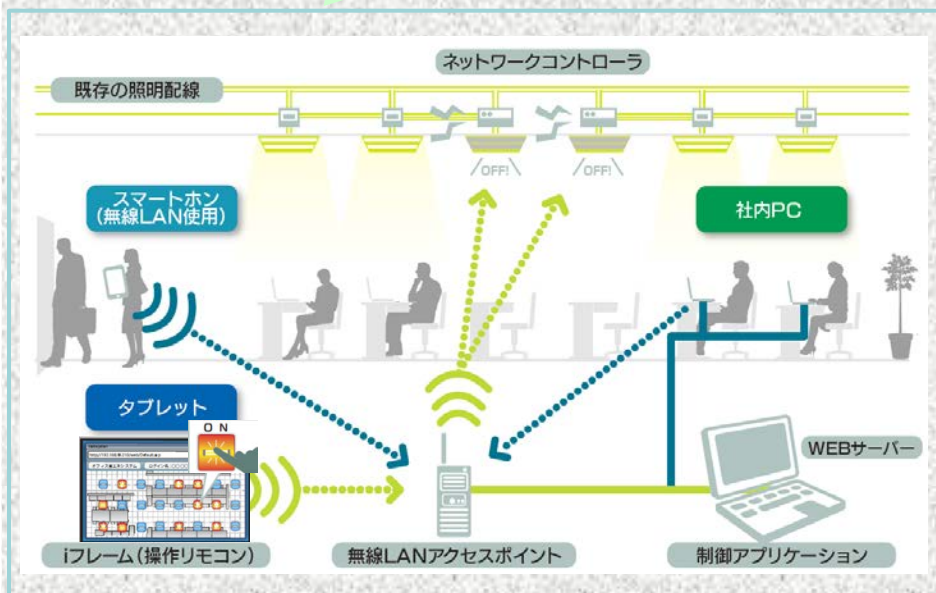 ネットワークコントローラ
既存の照明配線
OFF!
OFF!
スマートホン
(無線LAN使用)
社内PC
タブレット
ON
WEBサーバー
iフレーム(操作リモコン)
無線LANアクセスポイント
制御アプリケーション